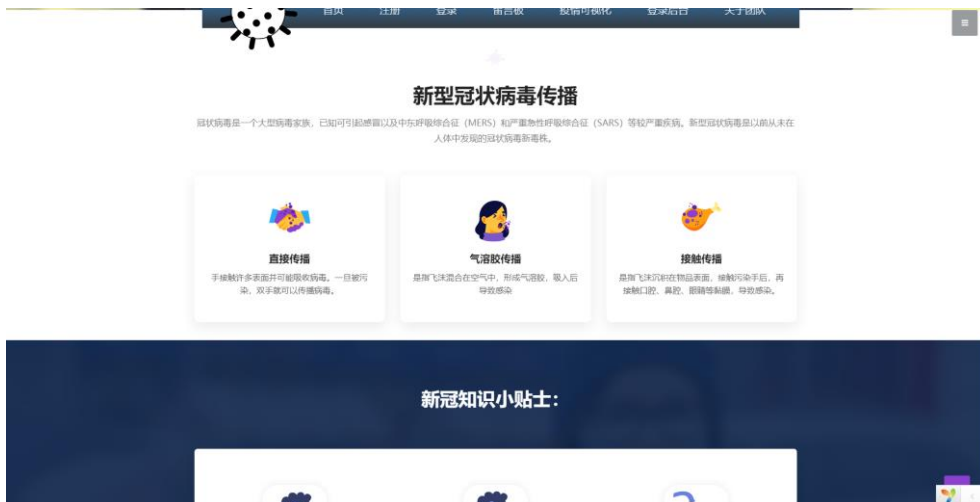 首页 注册 登录 留言板 疫情可视化 登录后台 关于团队
新型冠状病毒传播
冠状病毒是一个大型病毒家族，已知可引起感冒以及中东呼吸综合征（MERS）和严重急性呼吸综合征（SARS）等较严重疾病。新型冠状病毒是以前从未在
人体中发现的冠状病毒新毒株。
直接传播
手接触许多表面并可能吸收病毒。一旦被污
染，双手就可以传播病毒。
气溶胶传播
是指飞沫混合在空气中，形成气溶胶，吸入后
导致感染
接触传播
是指飞沫沉积在物品表面，接触污染手后，再
接触口腔、鼻腔、眼睛等黏膜，导致感染。
新冠知识小贴士：